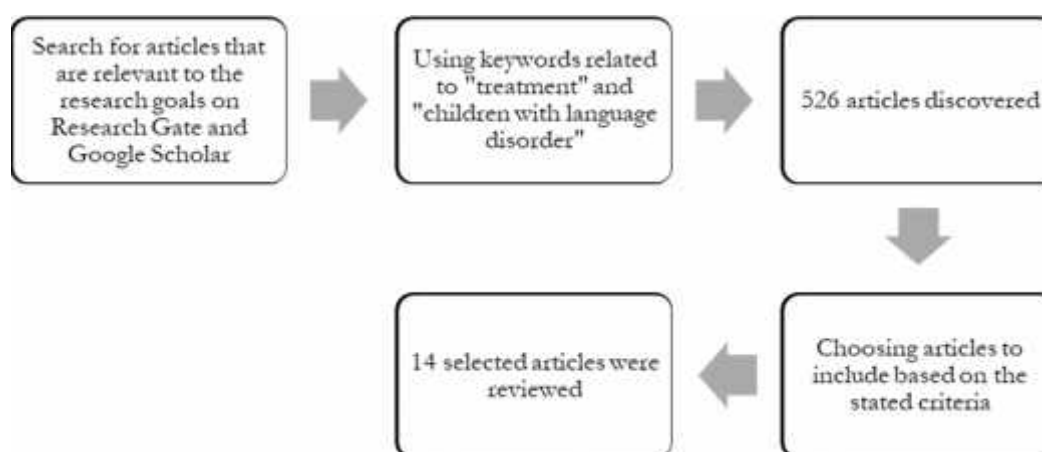 Search for articles that
are relevant to the
research goals on
Research Gate and
Google Scholar
Using keywords related
to "treatment" and
"children with language
disorder"
526 articles discovered
Choosing articles to
include based on the
stated criteria
14 selected articles were
reviewed